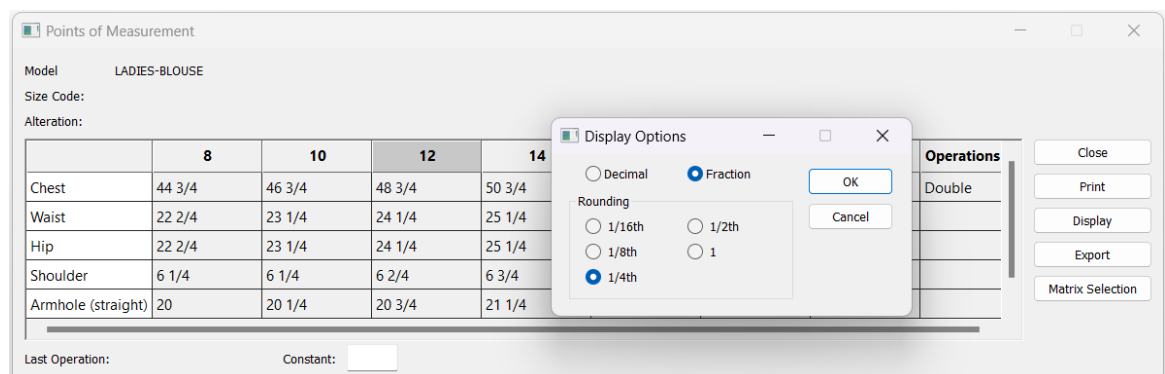 Points of Measurement
Model LADIES-BLOUSE
Size Code:
Alteration:
8 10 12 14 Operations
Chest 44 3/4 46 3/4 48 3/4 50 3/4 Double
Waist 22 2/4 23 1/4 24 1/4 25 1/4
Hip 22 2/4 23 1/4 24 1/4 25 1/4
Shoulder 6 1/4 6 1/4 6 2/4 6 3/4
Armhole (straight) 20 20 1/4 20 3/4 21 1/4
Last Operation: Constant:
Display Options
Decimal Fraction
OK
Rounding
Cancel
1/16th 1/2th
1/8th 1
1/4th
Close
Print
Display
Export
Matrix Selection